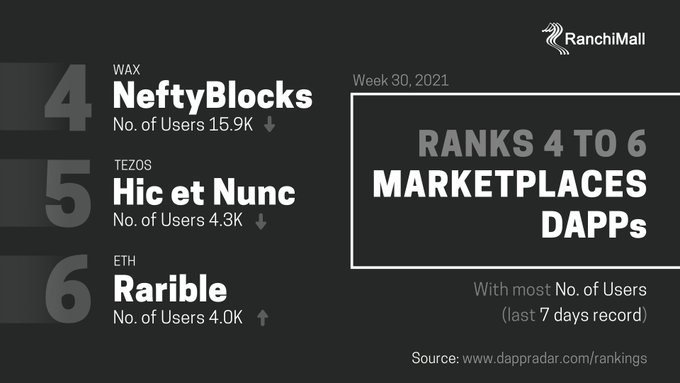 RanchiMall
4
WAX
NeftyBlocks
No. of Users 15.9K
5
TEZOS
Hic et Nunc
No. of Users 4.3K
6
ETH
Rarible
No. of Users 4.0K
Week 30, 2021
RANKS 4 TO 6
MARKETPLACES
DAPPs
With most No. of Users
(last 7 days record)
Source: www.dappradar.com/rankings